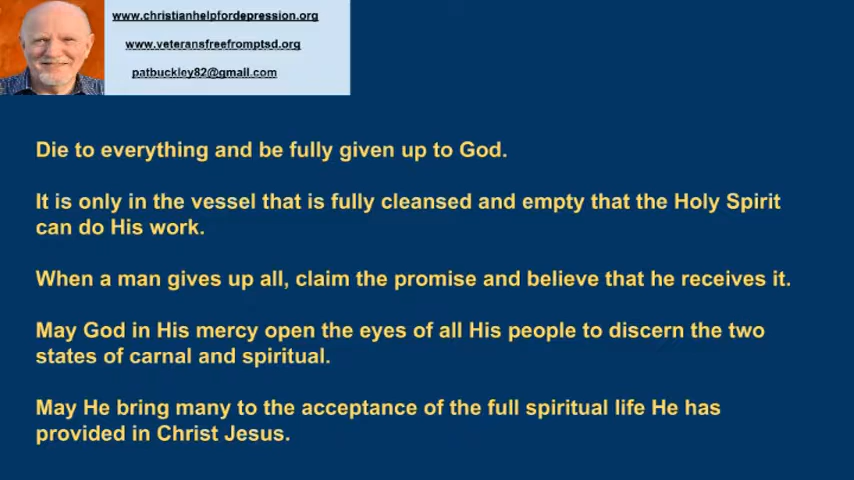 www.christianhelpfordepression.org
www.veteransfreefromptsd.org
patbuckley82@gmail.com
Die to everything and be fully given up to God.
It is only in the vessel that is fully cleansed and empty that the Holy Spirit
can do His work.
When a man gives up all, claim the promise and believe that he receives it.
May God in His mercy open the eyes of all His people to discern the two
states of carnal and spiritual.
May He bring many to the acceptance of the full spiritual life He has
provided in Christ Jesus.